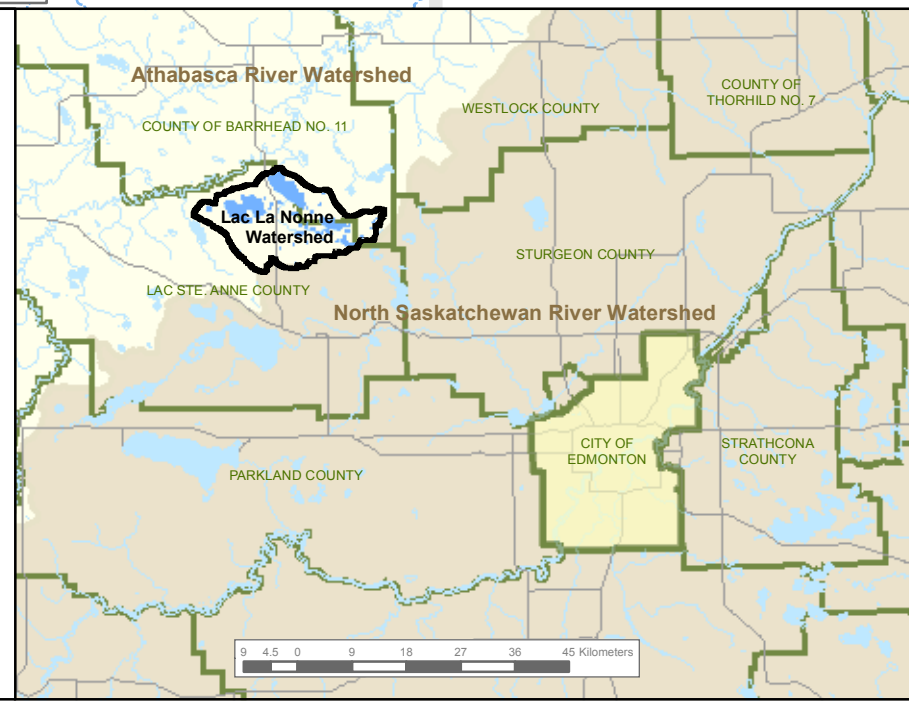 Athabasca River Watershed
COUNTY OF
THORHILD NO. 7
WESTLOCK COUNTY
COUNTY OF BARRHEAD NO. 11
Lac La Nonne
Watershed
STURGEON COUNTY
LAC STE. ANNE COUNTY
North Saskatchewan River Watershed
CITY OF
EDMONTON
STRATHCONA
COUNTY
PARKLAND COUNTY
9 4.5 0 9 18 27 36 45 Kilometers